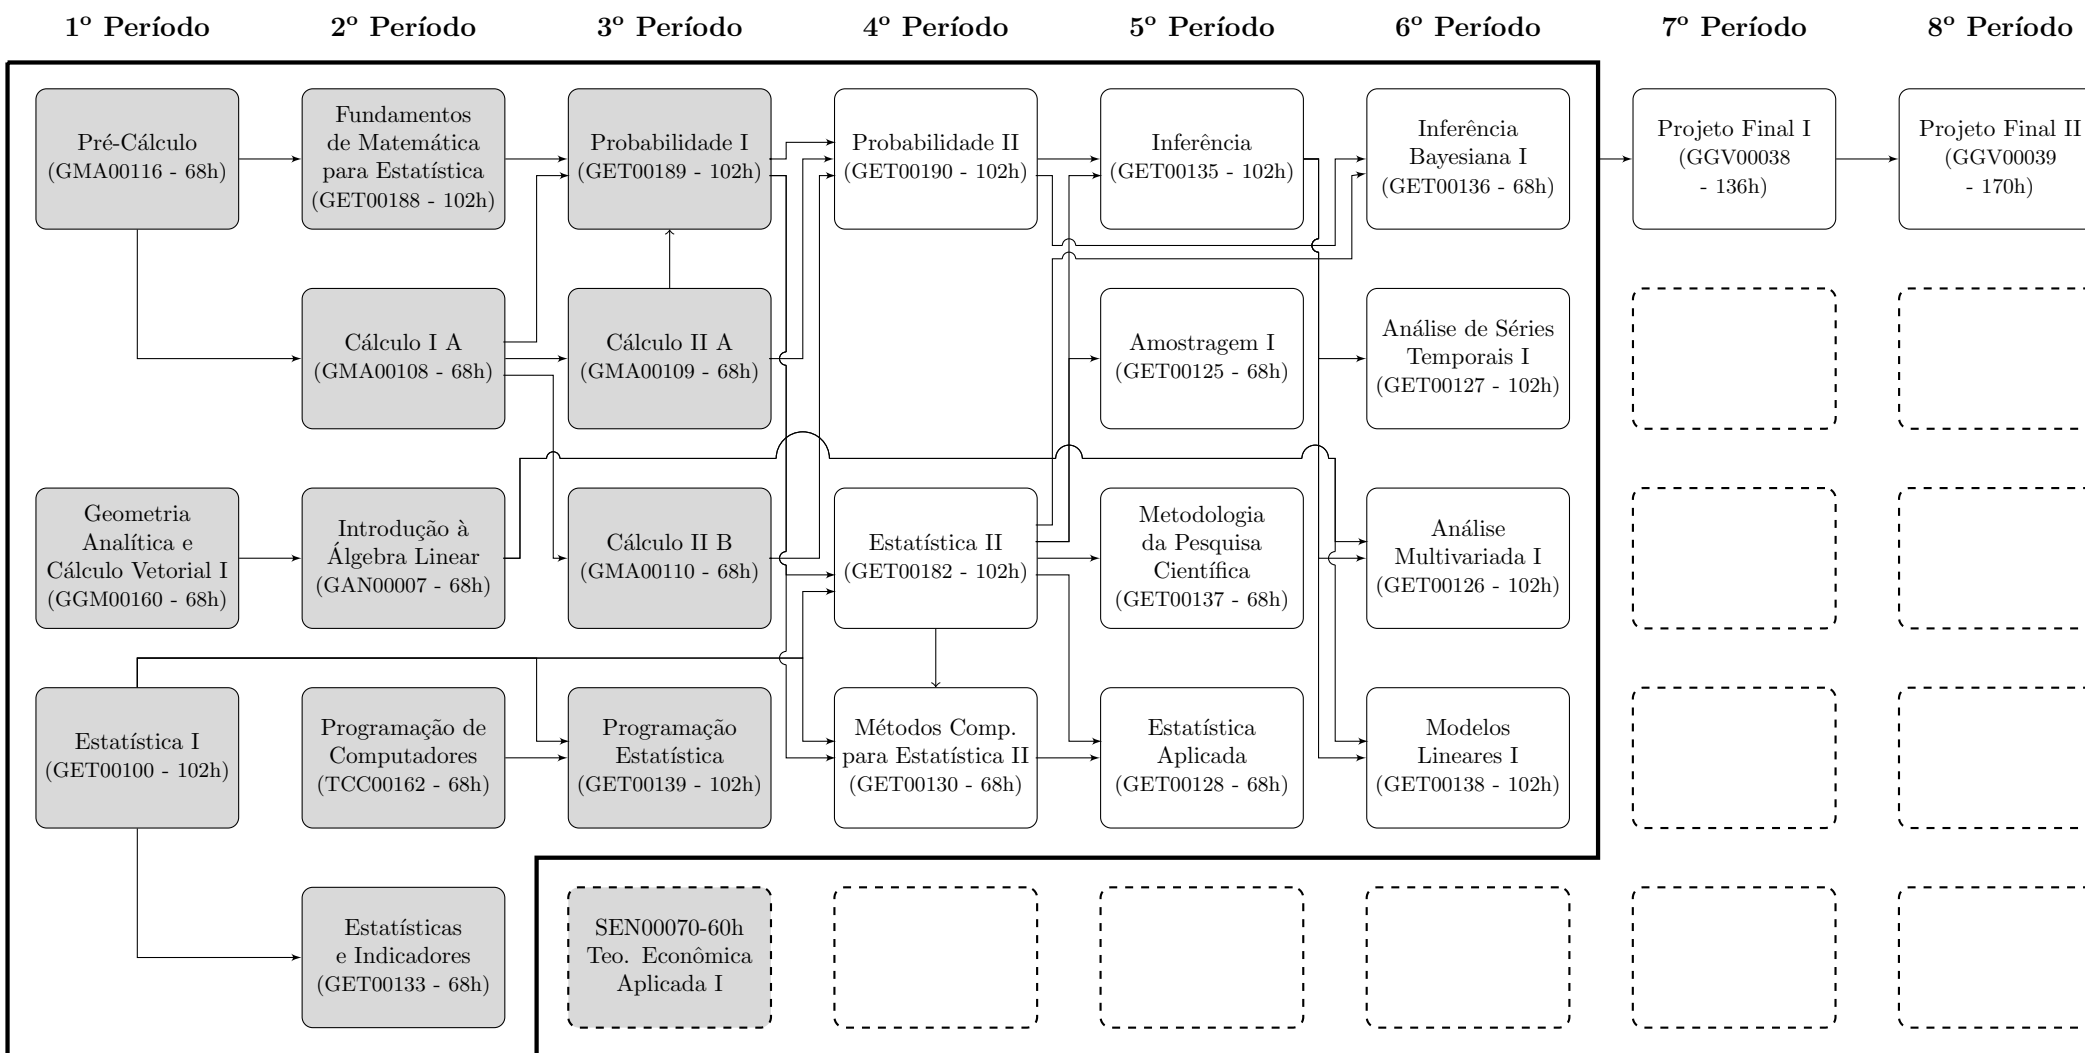 1º Período
2º Período
3º Período
4º Período
5º Período
6º Período
7º Período
8º Período
Pré-Cálculo
(GMA00116 - 68h)
Fundamentos
de Matemática
para Estatística
(GET00188 - 102h)
Probabilidade I
(GET00189 - 102h)
Probabilidade II
(GET00190 - 102h)
Inferência
(GET00135 - 102h)
Inferência
Bayesiana I
(GET00136 - 68h)
Projeto Final I
(GGV00038
- 136h)
Projeto Final II
(GGV00039
- 170h)
Cálculo I A
(GMA00108 - 68h)
Cálculo II A
(GMA00109 - 68h)
Amostragem I
(GET00125 - 68h)
Análise de Séries
Temporais I
(GET00127 - 102h)
Geometria
Analítica e
Cálculo Vetorial I
(GGM00160 - 68h)
Introdução à
Álgebra Linear
(GAN00007 - 68h)
Cálculo II B
(GMA00110 - 68h)
Estatística II
(GET00182 - 102h)
Metodologia
da Pesquisa
Científica
(GET00137 - 68h)
Análise
Multivariada I
(GET00126 - 102h)
Estatística I
(GET00100 - 102h)
Programação de
Computadores
(TCC00162 - 68h)
Programação
Estatística
(GET00139 - 102h)
Métodos Comp.
para Estatística II
(GET00130 - 68h)
Estatística
Aplicada
(GET00128 - 68h)
Modelos
Lineares I
(GET00138 - 102h)
Estatísticas
e Indicadores
(GET00133 - 68h)
SEN00070-60h
Teo. Econômica
Aplicada I